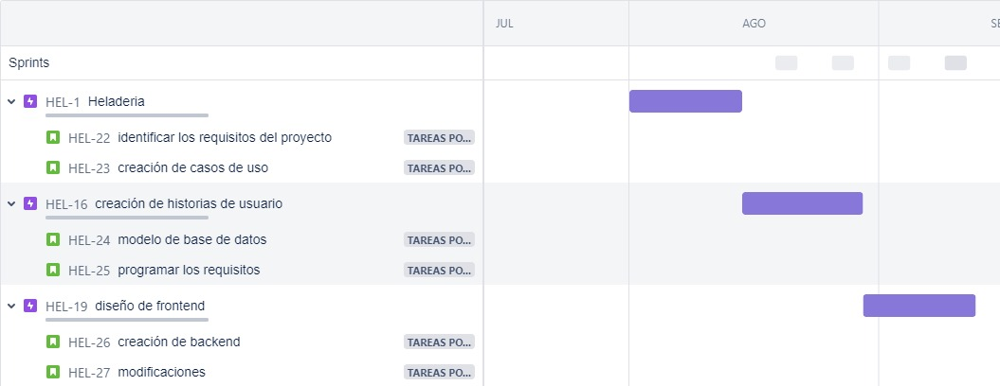 JUL AGO SE
Sprints
HEL-1 Heladeria
HEL-22 identificar los requisitos del proyecto TAREAS PO...
HEL-23 creación de casos de uso TAREAS PO...
HEL-16 creación de historias de usuario
HEL-24 modelo de base de datos TAREAS PO...
HEL-25 programar los requisitos TAREAS PO...
HEL-19 diseño de frontend
HEL-26 creación de backend TAREAS PO...
HEL-27 modificaciones TAREAS PO...